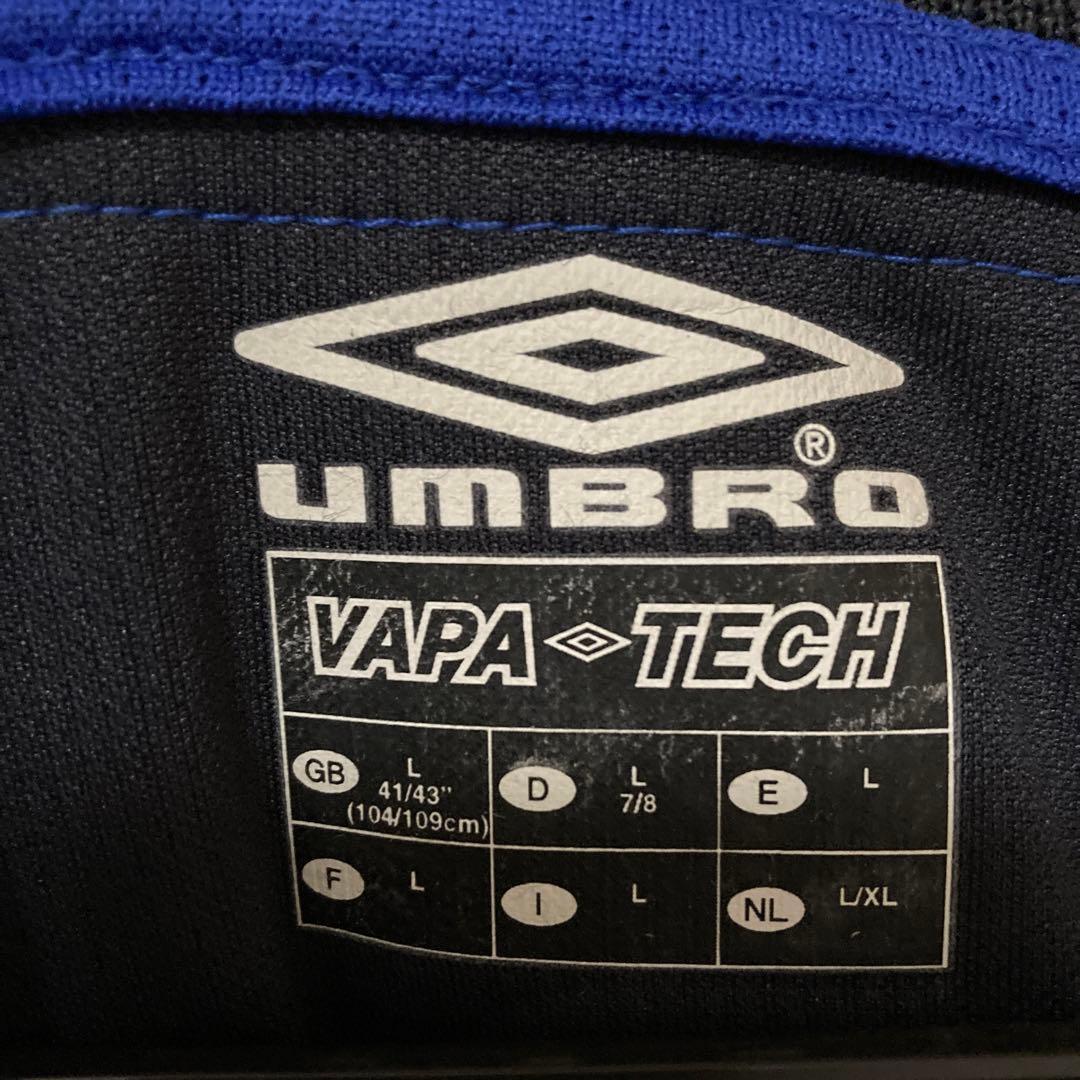 UMBRO®
VAPA TECH
GB L 41/43" (104/109cm)
D L 7/8
E L
F L
I L
NL L/XL